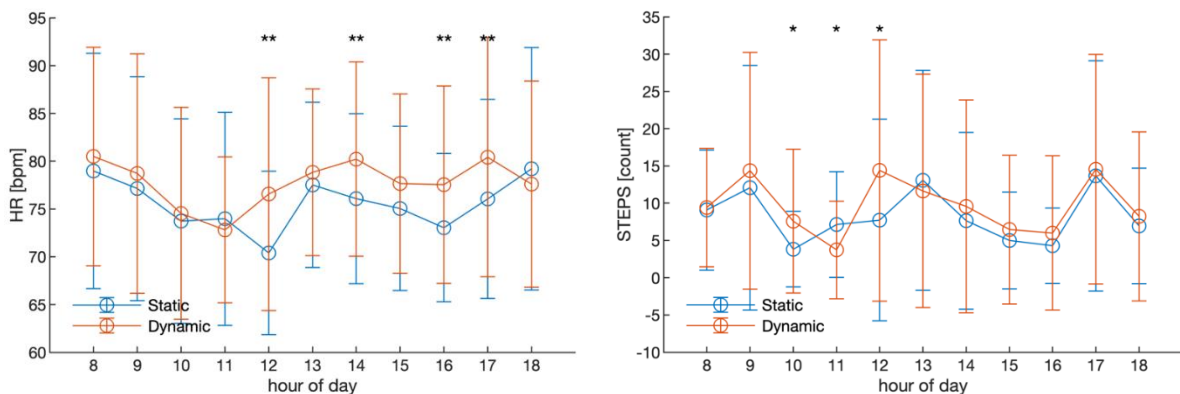 95
90
85
80
75
70
65
60
HR [bpm]
** ** ** **
Static
Dynamic
8 9 10 11 12 13 14 15 16 17 18
hour of day
35
30
25
20
15
10
5
0
-5
-10
STEPS [count]
* * *
Static
Dynamic
8 9 10 11 12 13 14 15 16 17 18
hour of day